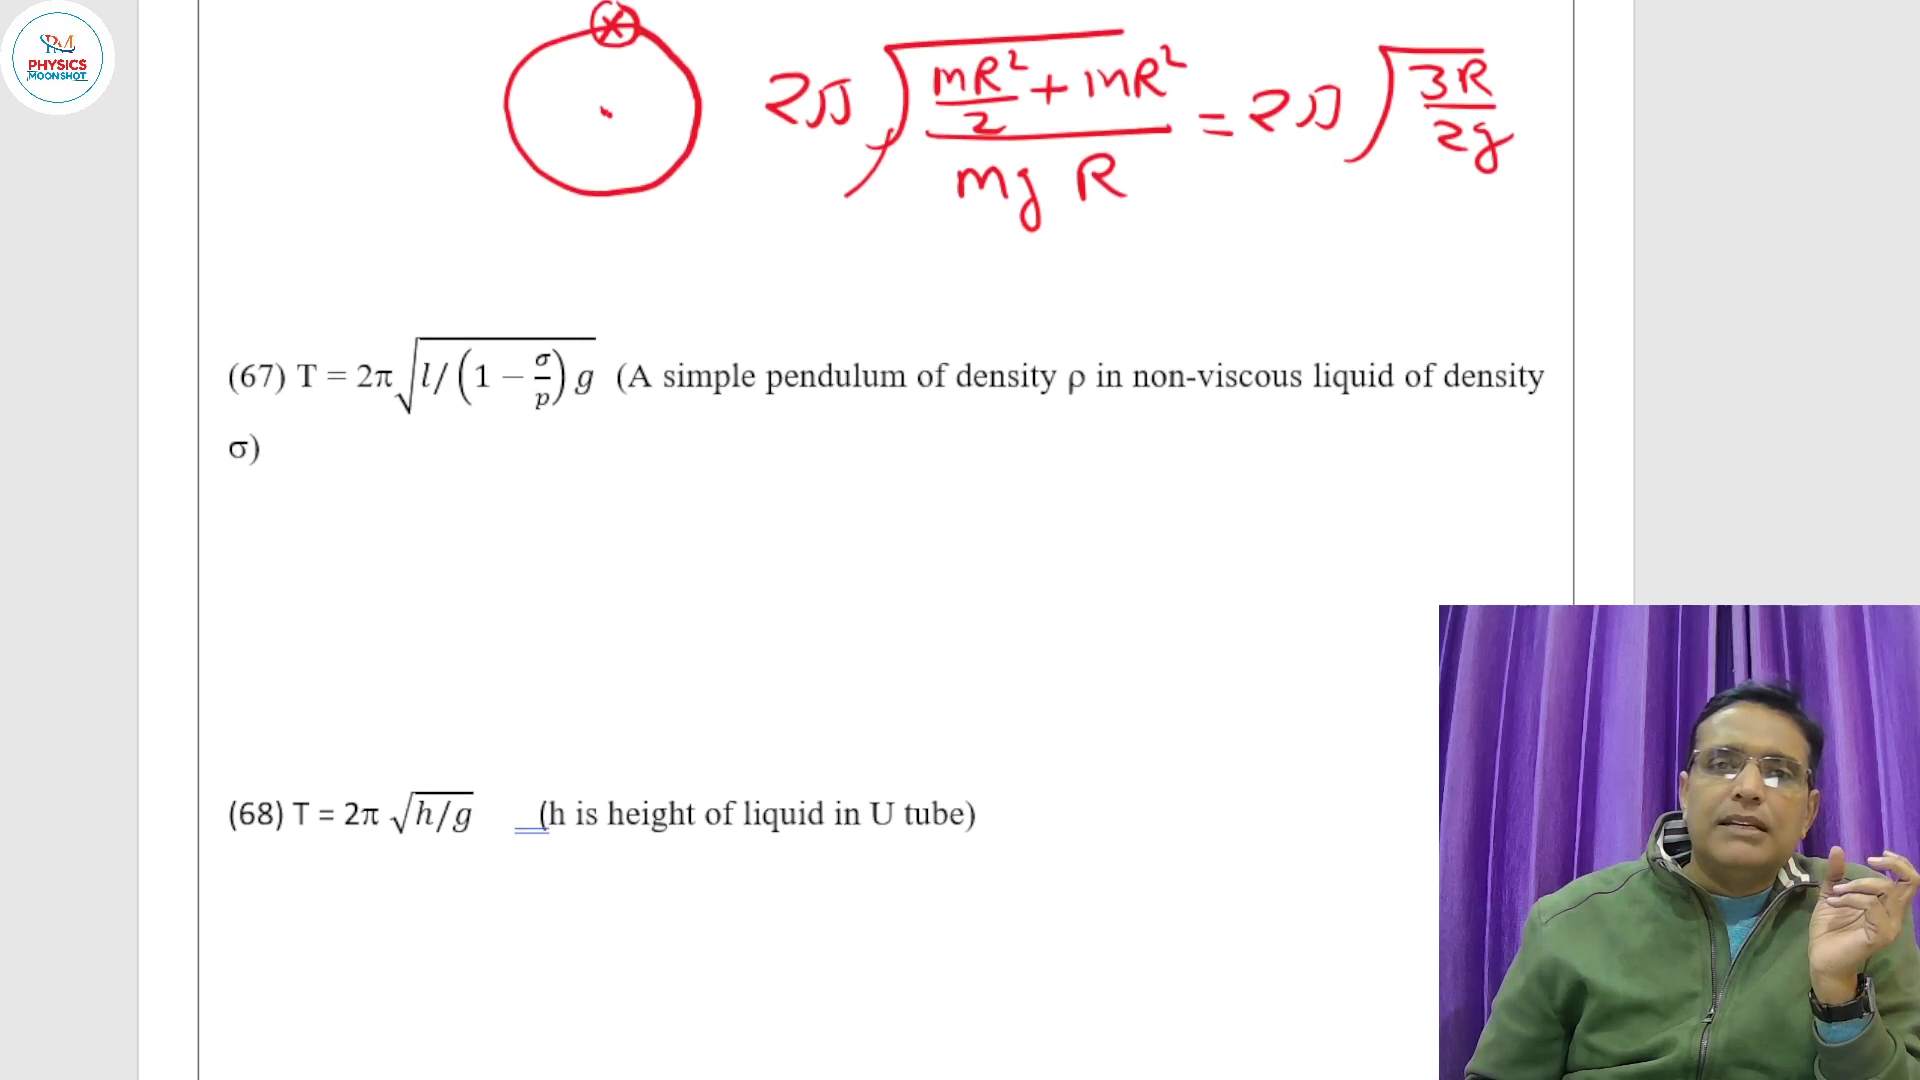 PM
PHYSICS
MOONSHOT
2π √((mR²/2 + mR²)/(mg R)) = 2π √(3R/2g)
(67) T = 2π √(l/(1 − σ/p) g) (A simple pendulum of density ρ in non-viscous liquid of density
σ)
(68) T = 2π √(h/g) (h is height of liquid in U tube)